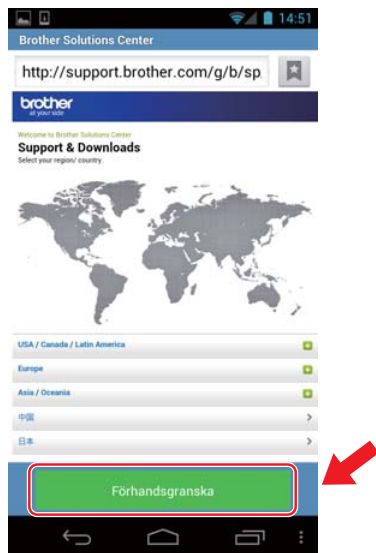 14:51
Brother Solutions Center
http://support.brother.com/g/b/sp
brother
at your side
Welcome to Brother Solutions Center
Support & Downloads
Select your region/ country.
USA / Canada / Latin America
Europe
Asia / Oceania
中国
日本
Förhandsgranska